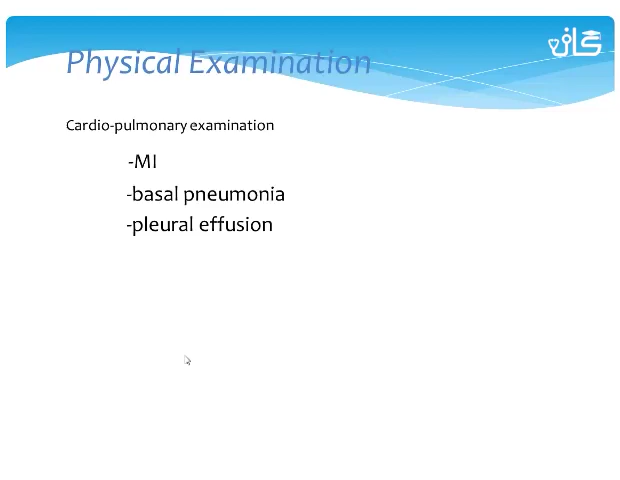 Physical Examination
Cardio-pulmonary examination
-MI
-basal pneumonia
-pleural effusion